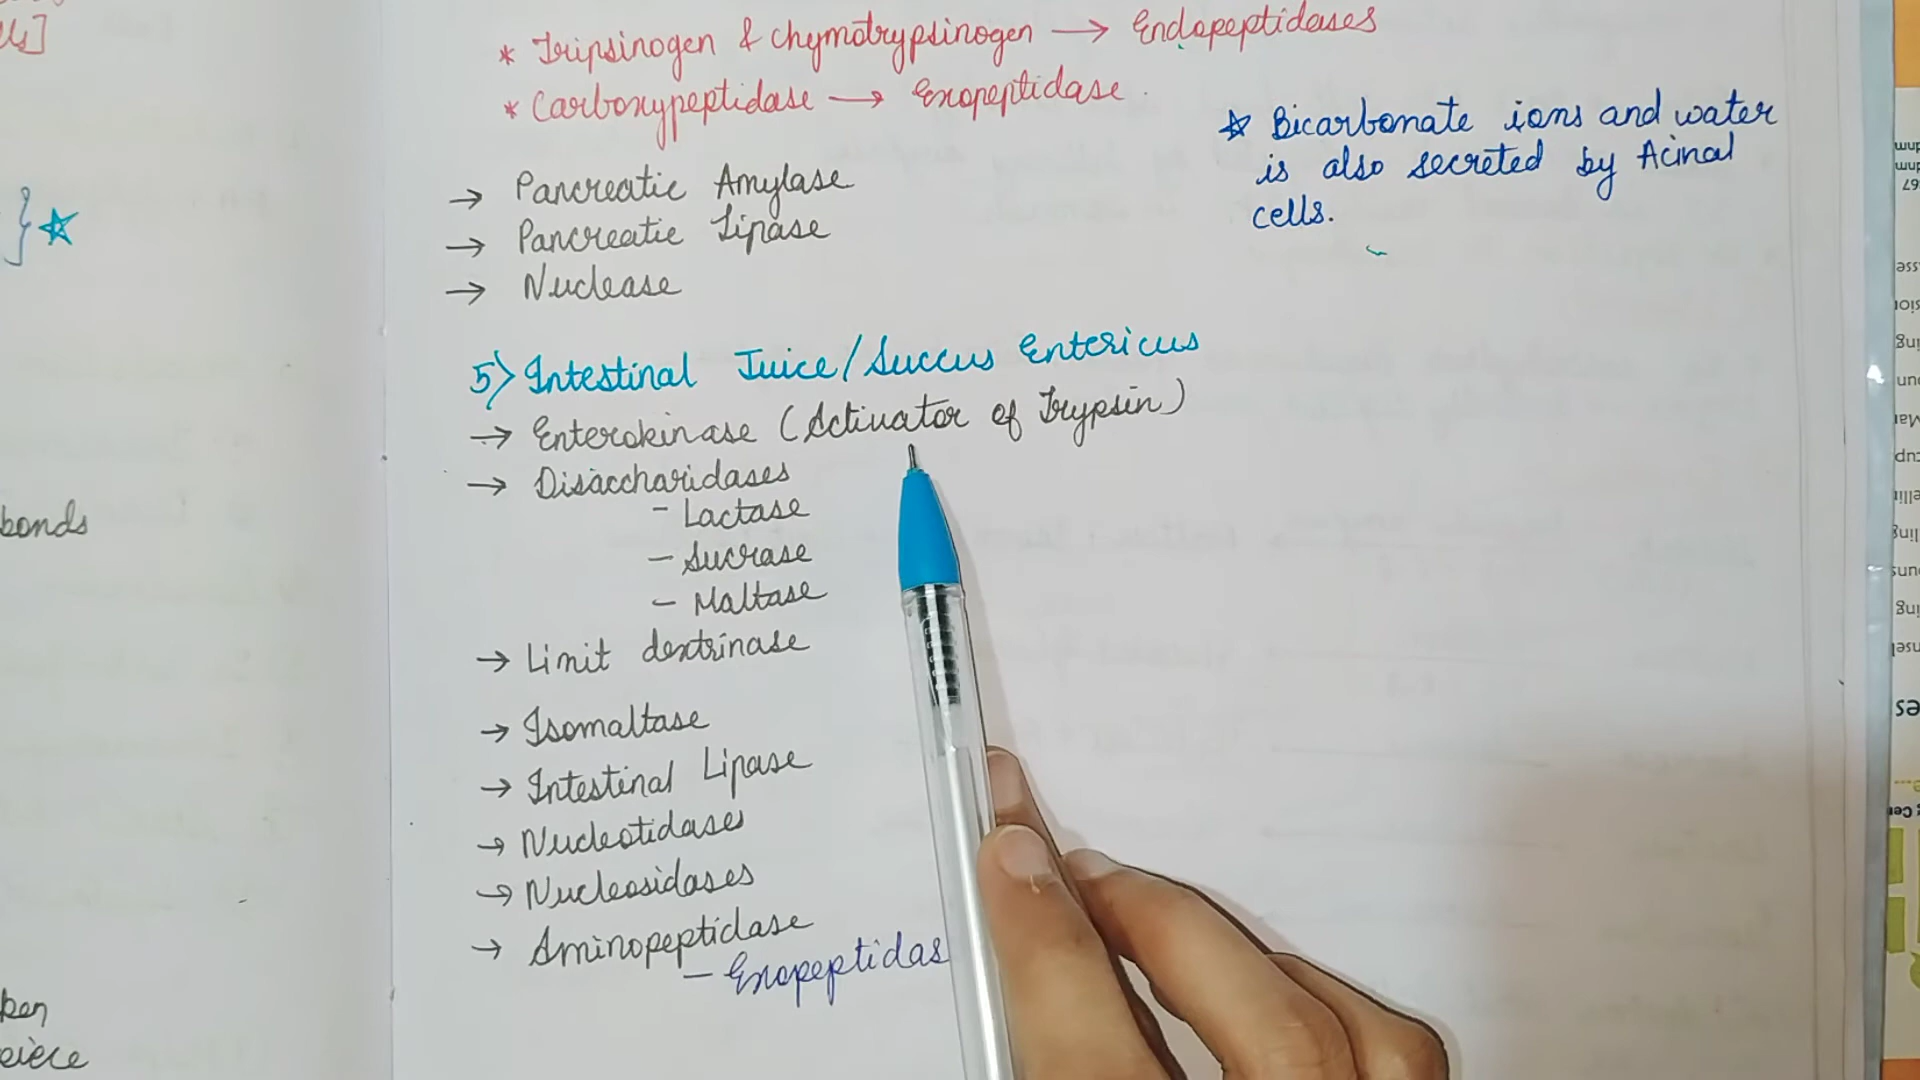 * Tripsinogen & chymotrypsinogen → Endopeptidases
* Carboxypeptidase → Exopeptidase.
☆ Bicarbonate ions and water
is also secreted by Acinal
cells.
→ Pancreatic Amylase
→ Pancreatic Lipase
→ Nuclease
5) Intestinal Juice/Succus Entericus
→ Enterokinase (Activator of Trypsin)
→ Disaccharidases
- Lactase
- Sucrase
- Maltase
→ Limit dextrinase
→ Isomaltase
→ Intestinal Lipase
→ Nucleotidases
→ Nucleosidases
→ Aminopeptidase
- Exopeptidas
bonds